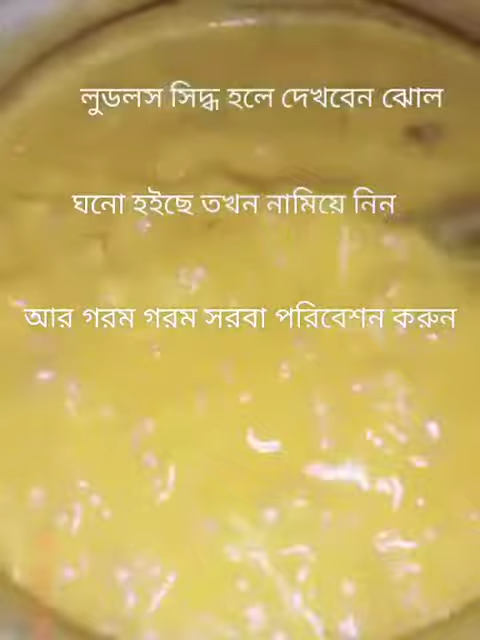 লুডলস সিদ্ধ হলে দেখবেন ঝোল
ঘনো হইছে তখন নামিয়ে নিন
আর গরম গরম সরবা পরিবেশন করুন